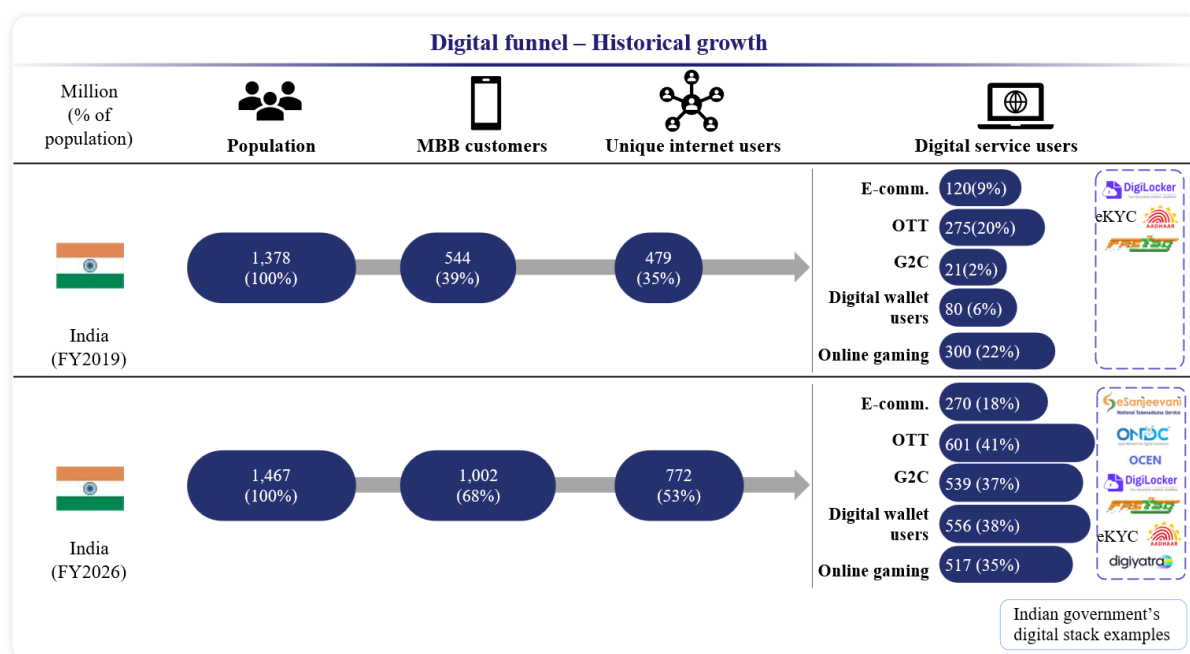 Digital funnel – Historical growth
Million
(% of
population)
Population
MBB customers
Unique internet users
Digital service users
India
(FY2019)
1,378
(100%)
544
(39%)
479
(35%)
E-comm.
120(9%)
OTT
275(20%)
G2C
21(2%)
Digital wallet
users
80 (6%)
Online gaming
300 (22%)
DigiLocker
eKYC
AADHAAR
India
(FY2026)
1,467
(100%)
1,002
(68%)
772
(53%)
E-comm.
270 (18%)
OTT
601 (41%)
G2C
539 (37%)
Digital wallet
users
556 (38%)
Online gaming
517 (35%)
eSanjeevani
National Telemedicine Service
ONDC
OCEN
DigiLocker
eKYC
AADHAAR
digiyatra
Indian government's
digital stack examples